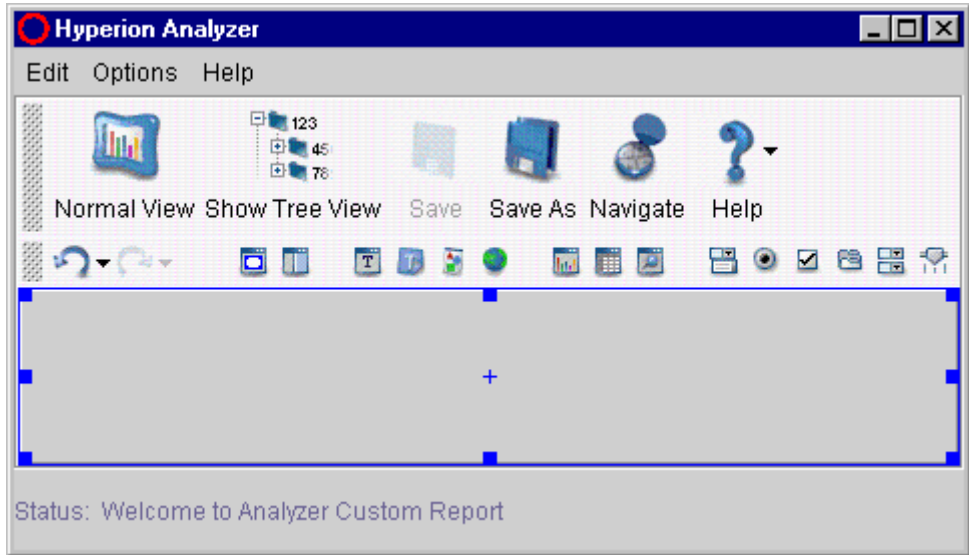 Hyperion Analyzer
Edit Options Help
123
45
78
Normal View Show Tree View Save Save As Navigate Help
T T
Status: Welcome to Analyzer Custom Report